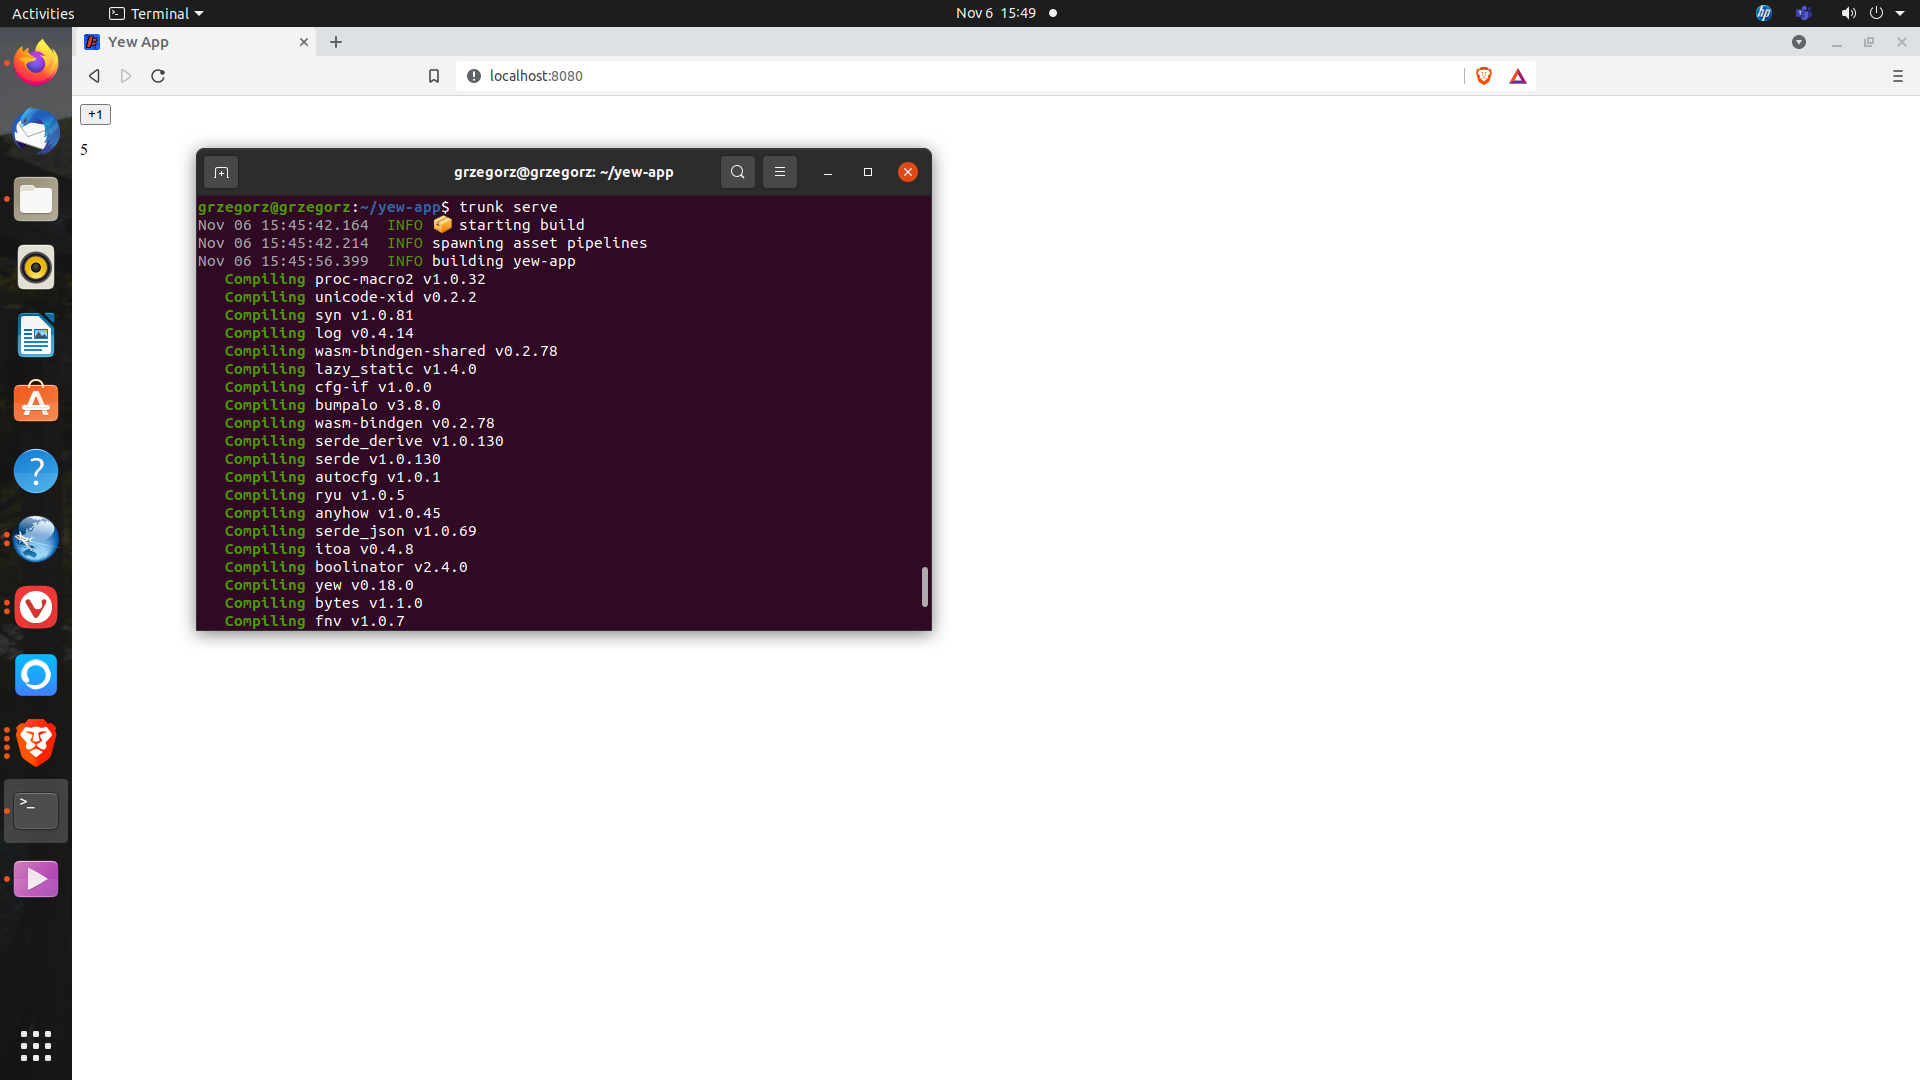 Activities
Terminal
Nov 6 15:49
hp
Yew App
localhost:8080
+1
5
grzegorz@grzegorz: ~/yew-app
grzegorz@grzegorz:~/yew-app$ trunk serve
Nov 06 15:45:42.164 INFO 📦 starting build
Nov 06 15:45:42.214 INFO spawning asset pipelines
Nov 06 15:45:56.399 INFO building yew-app
Compiling proc-macro2 v1.0.32
Compiling unicode-xid v0.2.2
Compiling syn v1.0.81
Compiling log v0.4.14
Compiling wasm-bindgen-shared v0.2.78
Compiling lazy_static v1.4.0
Compiling cfg-if v1.0.0
Compiling bumpalo v3.8.0
Compiling wasm-bindgen v0.2.78
Compiling serde_derive v1.0.130
Compiling serde v1.0.130
Compiling autocfg v1.0.1
Compiling ryu v1.0.5
Compiling anyhow v1.0.45
Compiling serde_json v1.0.69
Compiling itoa v0.4.8
Compiling boolinator v2.4.0
Compiling yew v0.18.0
Compiling bytes v1.1.0
Compiling fnv v1.0.7